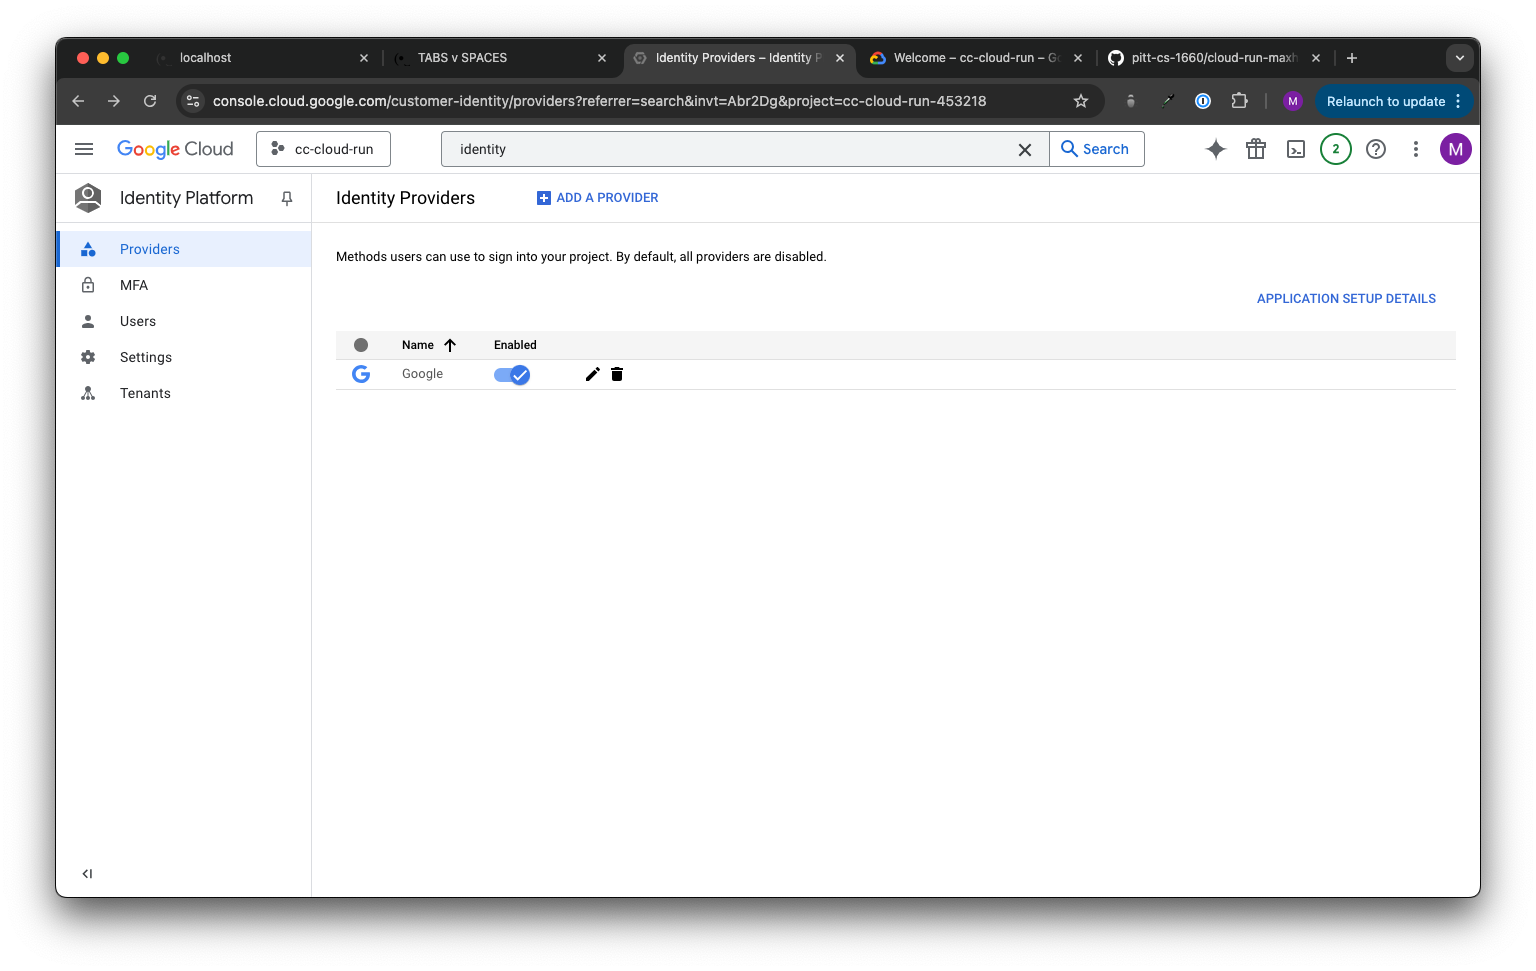 localhost
TABS v SPACES
Identity Providers – Identity P
Welcome – cc-cloud-run – Go
pitt-cs-1660/cloud-run-maxh
console.cloud.google.com/customer-identity/providers?referrer=search&invt=Abr2Dg&project=cc-cloud-run-453218
M
Relaunch to update
Google Cloud
cc-cloud-run
identity
Search
2
M
Identity Platform
Identity Providers
ADD A PROVIDER
Providers
MFA
Users
Settings
Tenants
Methods users can use to sign into your project. By default, all providers are disabled.
APPLICATION SETUP DETAILS
Name
Enabled
Google